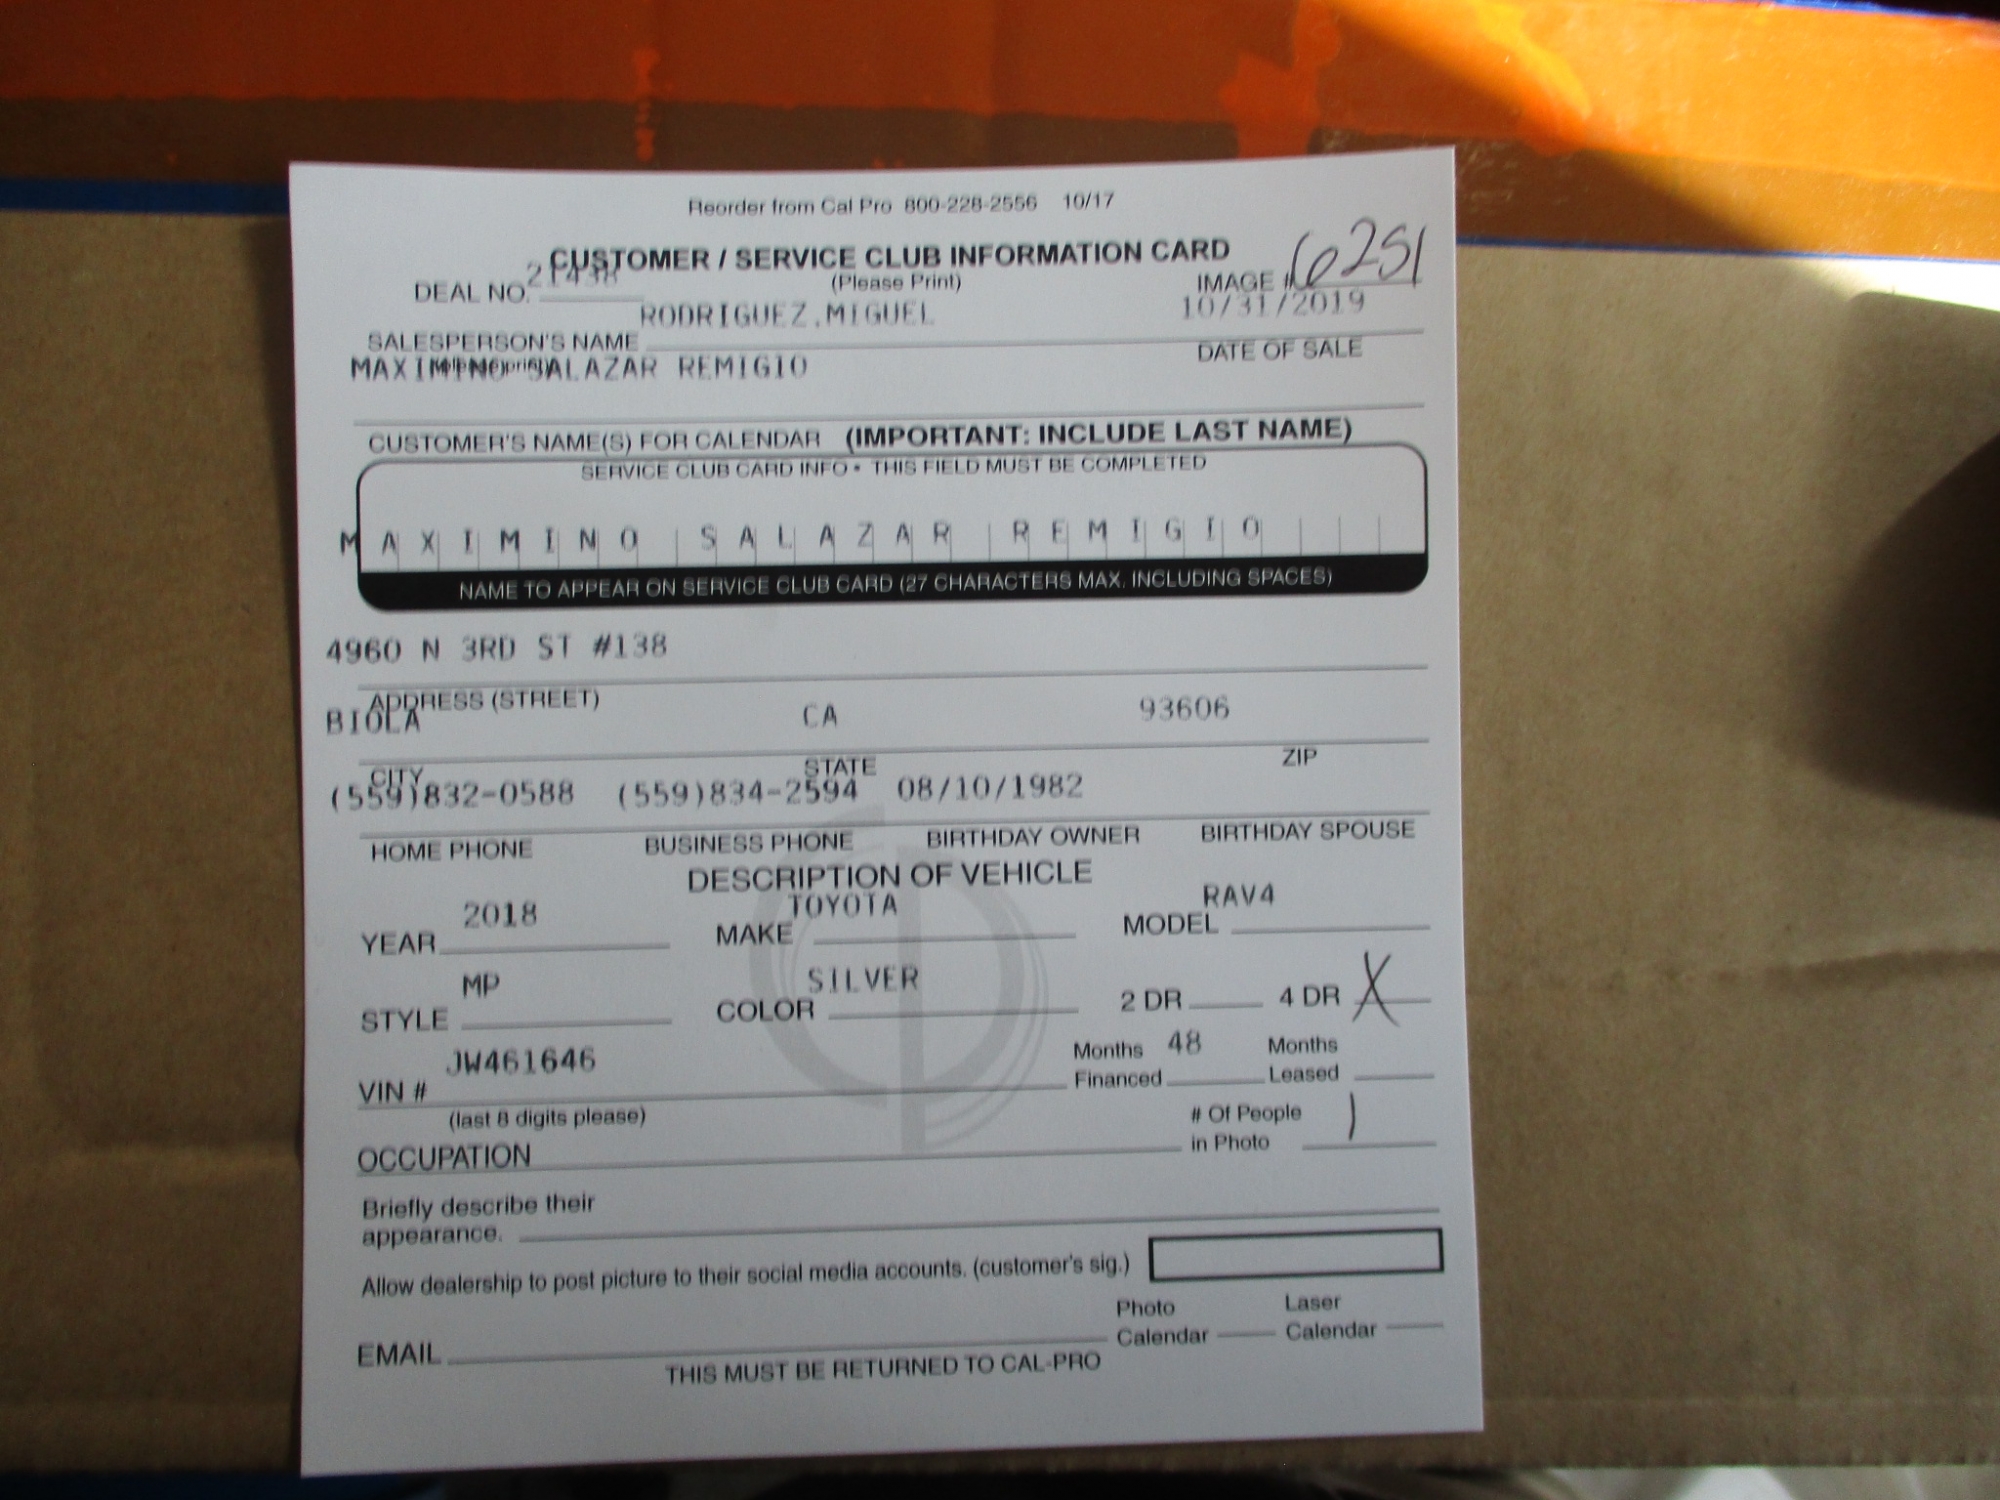 Reorder from Cal Pro 800-228-2556 10/17
CUSTOMER / SERVICE CLUB INFORMATION CARD
(Please Print)
DEAL NO. 21438
IMAGE # 6251
RODRIGUEZ,MIGUEL 10/31/2019
SALESPERSON'S NAME DATE OF SALE
MAXIMINO SALAZAR REMIGIO
CUSTOMER'S NAME(S) FOR CALENDAR (IMPORTANT: INCLUDE LAST NAME)
SERVICE CLUB CARD INFO • THIS FIELD MUST BE COMPLETED
MAXIMINO SALAZAR REMIGIO
NAME TO APPEAR ON SERVICE CLUB CARD (27 CHARACTERS MAX. INCLUDING SPACES)
4960 N 3RD ST #138
ADDRESS (STREET)
BIOLA CA 93606
CITY STATE ZIP
(559)832-0588 (559)834-2594 08/10/1982
HOME PHONE BUSINESS PHONE BIRTHDAY OWNER BIRTHDAY SPOUSE
DESCRIPTION OF VEHICLE
YEAR 2018 MAKE TOYOTA MODEL RAV4
STYLE MP COLOR SILVER 2 DR 4 DR X
VIN # JW461646 Months Financed 48 Months Leased
(last 8 digits please)
OCCUPATION # Of People in Photo 1
Briefly describe their
appearance.
Allow dealership to post picture to their social media accounts. (customer's sig.)
EMAIL Photo Calendar Laser Calendar
THIS MUST BE RETURNED TO CAL-PRO